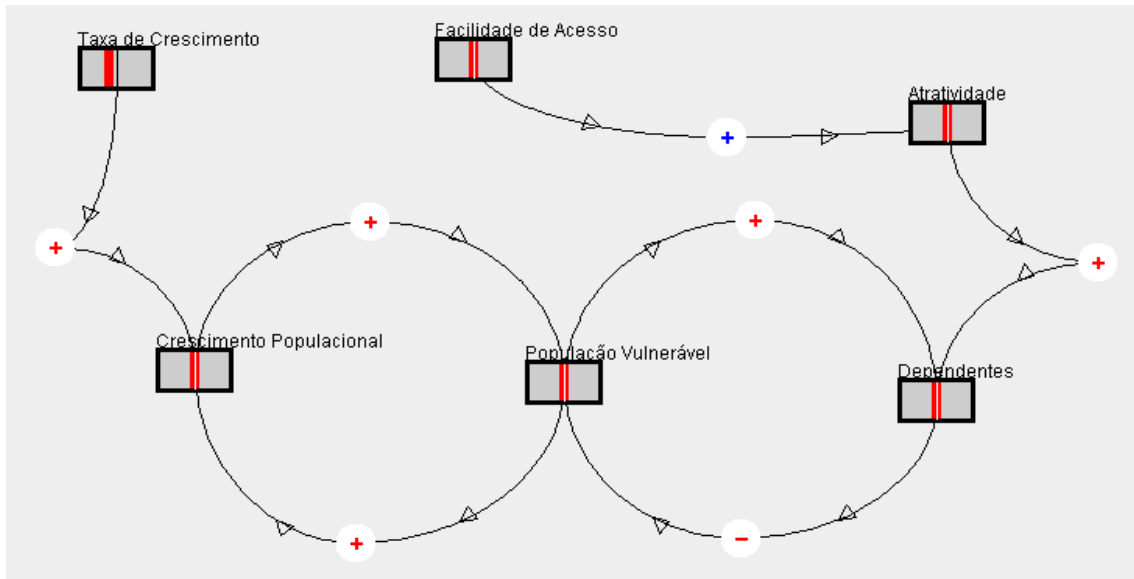 Taxa de Crescimento
Facilidade de Acesso
Atratividade
+
+
+
+
+
Crescimento Populacional
População Vulnerável
Dependentes
+
−